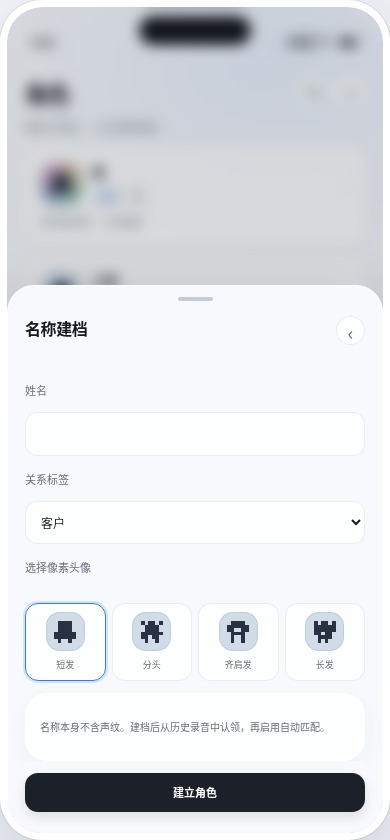 名称建档
‹
姓名
关系标签
客户
选择像素头像
短发
分头
齐肩发
长发
名称本身不含声纹。建档后从历史录音中认领，再启用自动匹配。
建立角色